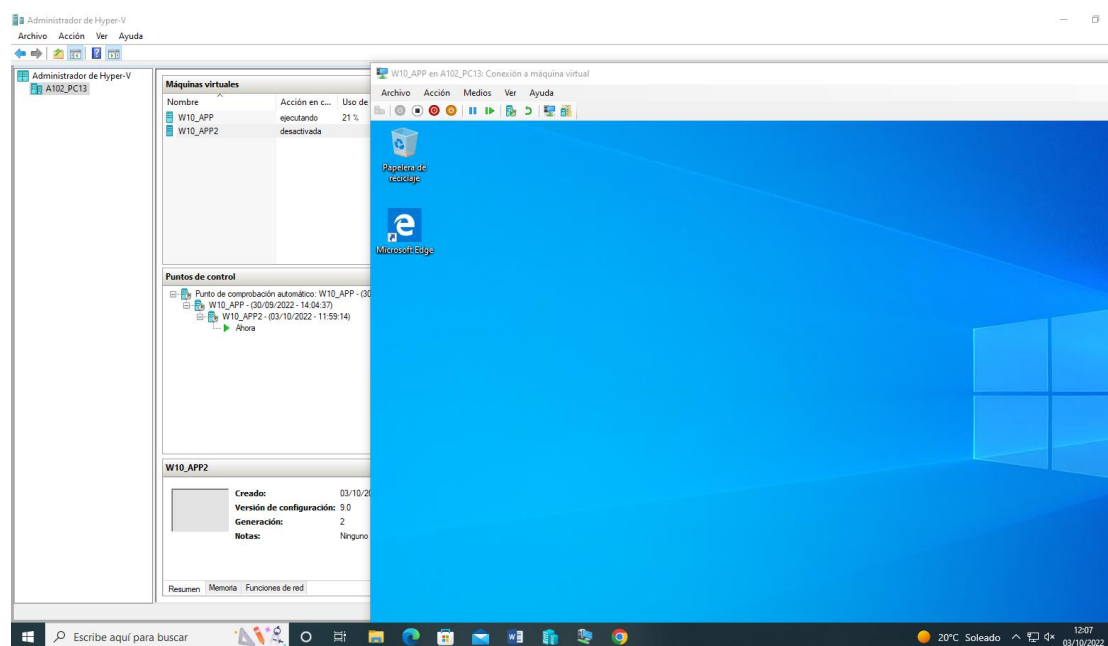 Administrador de Hyper-V
Archivo Acción Ver Ayuda
Administrador de Hyper-V
A102_PC13
Máquinas virtuales
Nombre Acción en c... Uso de
W10_APP ejecutando 21 %
W10_APP2 desactivada
Puntos de control
Punto de comprobación automático: W10_APP - (30
W10_APP - (30/09/2022 - 14:04:37)
W10_APP2 - (03/10/2022 - 11:59:14)
Ahora
W10_APP2
Creado: 03/10/20
Versión de configuración: 9.0
Generación: 2
Notas: Ninguno
Resumen Memoria Funciones de red
W10_APP en A102_PC13: Conexión a máquina virtual
Archivo Acción Medios Ver Ayuda
Papelera de
reciclaje
Microsoft Edge
Escribe aquí para buscar
20°C Soleado
12:07
03/10/2022